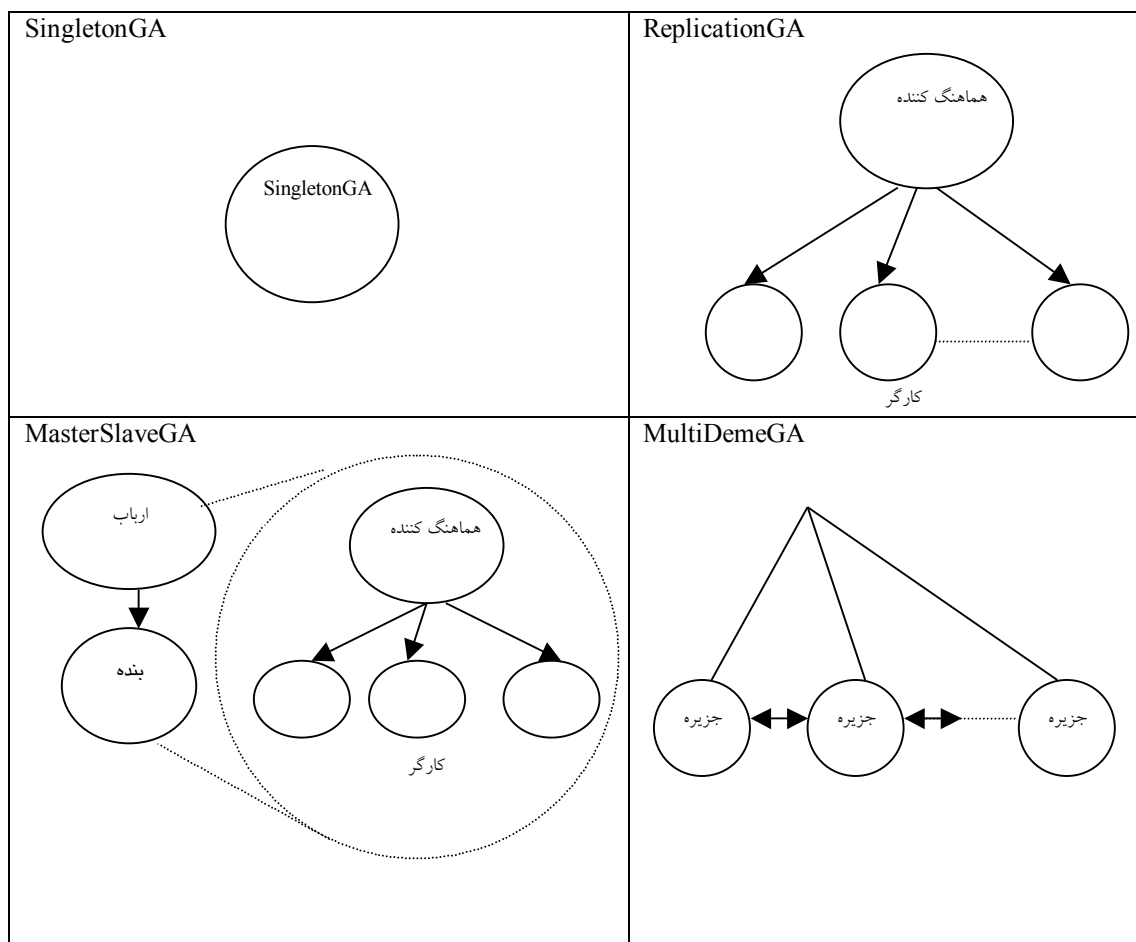 SingletonGA
SingletonGA
ReplicationGA
هماهنگ کننده
کارگر
MasterSlaveGA
ارباب
بنده
هماهنگ کننده
کارگر
MultiDemeGA
جزیره
جزیره
جزیره